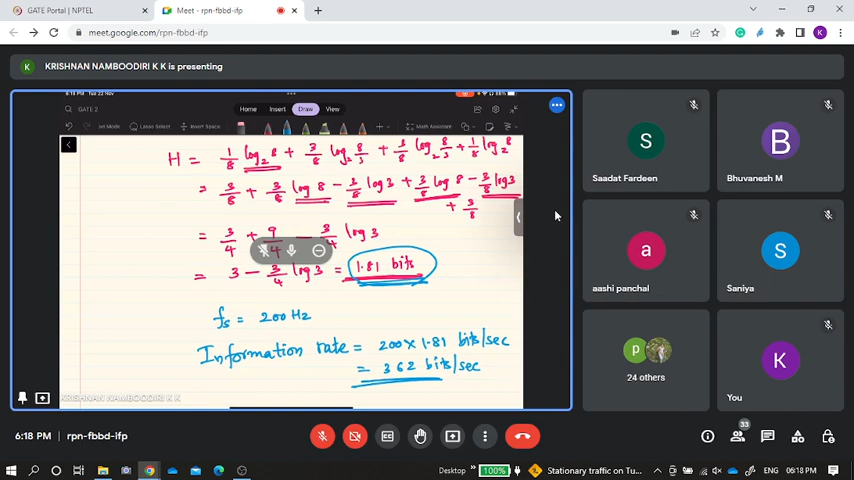 GATE Portal | NPTEL
Meet - rpn-fbbd-ifp
meet.google.com/rpn-fbbd-ifp
K
K KRISHNAN NAMBOODIRI K K is presenting
GATE 2
Home Insert Draw View
Lasso Select Insert Space Math Assistant
H = 1/8 log₂8 + 3/8 log₂ 8/3 + 3/8 log₂ 8/3 + 1/8 log₂8
= 3/8 + 3/8 log 8 − 3/8 log 3 + 3/8 log 8 − 3/8 log 3
+ 3/8
= 3/4 + 9/4 − 3/4 log 3
= 3 − 3/4 log 3 = 1.81 bits
fs = 200 Hz
Information rate = 200 × 1.81 bits/sec
= 362 bits/sec
KRISHNAN NAMBOODIRI K K
S
Saadat Fardeen
B
Bhuvanesh M
a
aashi panchal
S
Saniya
P
24 others
K
You
6:18 PM | rpn-fbbd-ifp
33
Desktop 100% Stationary traffic on Tu... ENG 06:18 PM